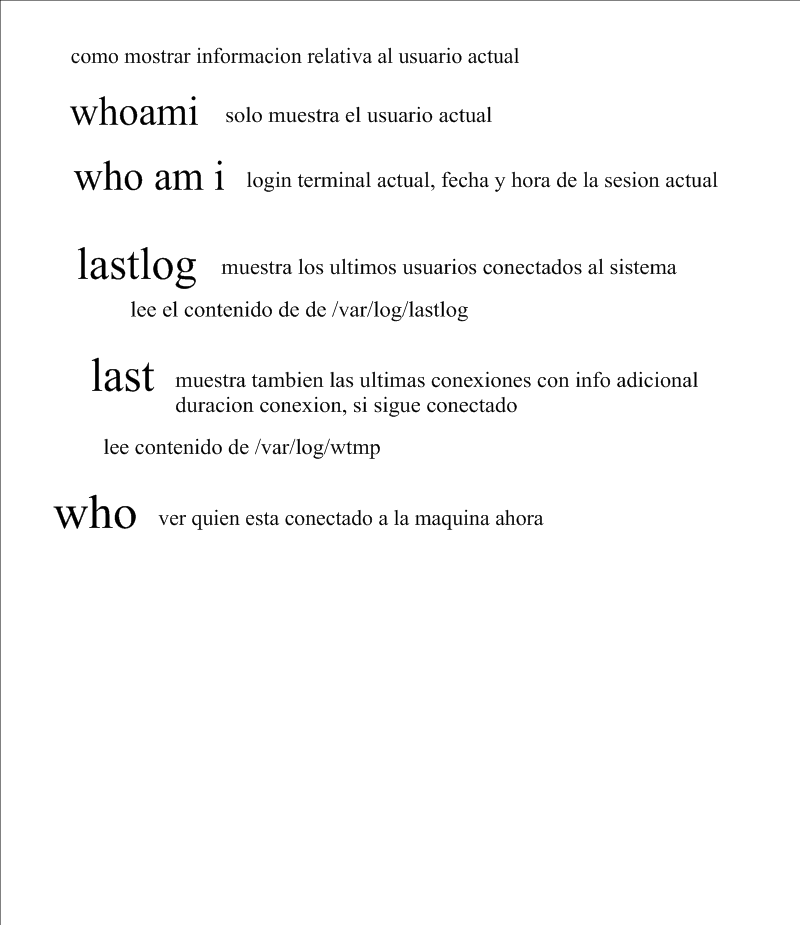 como mostrar informacion relativa al usuario actual
whoami solo muestra el usuario actual
who am i login terminal actual, fecha y hora de la sesion actual
lastlog muestra los ultimos usuarios conectados al sistema
lee el contenido de de /var/log/lastlog
last muestra tambien las ultimas conexiones con info adicional
duracion conexion, si sigue conectado
lee contenido de /var/log/wtmp
who ver quien esta conectado a la maquina ahora